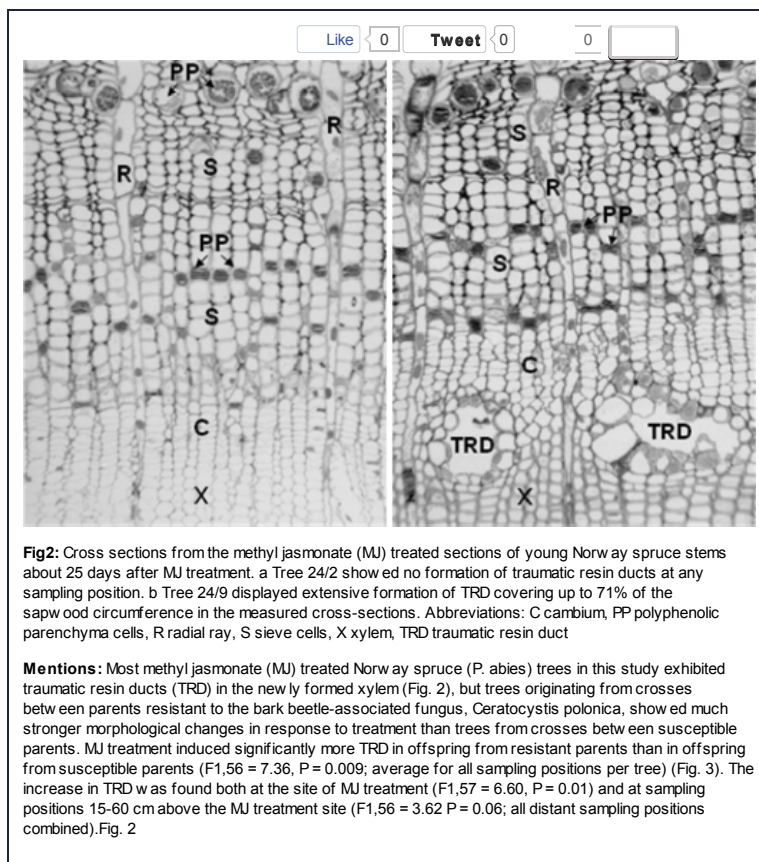 Like 0 Tweet 0 0
PP PP
R S
S
R R
PP
PP S
S
C
C
TRD TRD
X X
Fig2: Cross sections from the methyl jasmonate (MJ) treated sections of young Norway spruce stems
about 25 days after MJ treatment. a Tree 24/2 showed no formation of traumatic resin ducts at any
sampling position. b Tree 24/9 displayed extensive formation of TRD covering up to 71% of the
sapwood circumference in the measured cross-sections. Abbreviations: C cambium, PP polyphenolic
parenchyma cells, R radial ray, S sieve cells, X xylem, TRD traumatic resin duct
Mentions: Most methyl jasmonate (MJ) treated Norway spruce (P. abies) trees in this study exhibited
traumatic resin ducts (TRD) in the newly formed xylem (Fig. 2), but trees originating from crosses
between parents resistant to the bark beetle-associated fungus, Ceratocystis polonica, showed much
stronger morphological changes in response to treatment than trees from crosses between susceptible
parents. MJ treatment induced significantly more TRD in offspring from resistant parents than in offspring
from susceptible parents (F1,56 = 7.36, P = 0.009; average for all sampling positions per tree) (Fig. 3). The
increase in TRD was found both at the site of MJ treatment (F1,57 = 6.60, P = 0.01) and at sampling
positions 15-60 cm above the MJ treatment site (F1,56 = 3.62 P = 0.06; all distant sampling positions
combined).Fig. 2